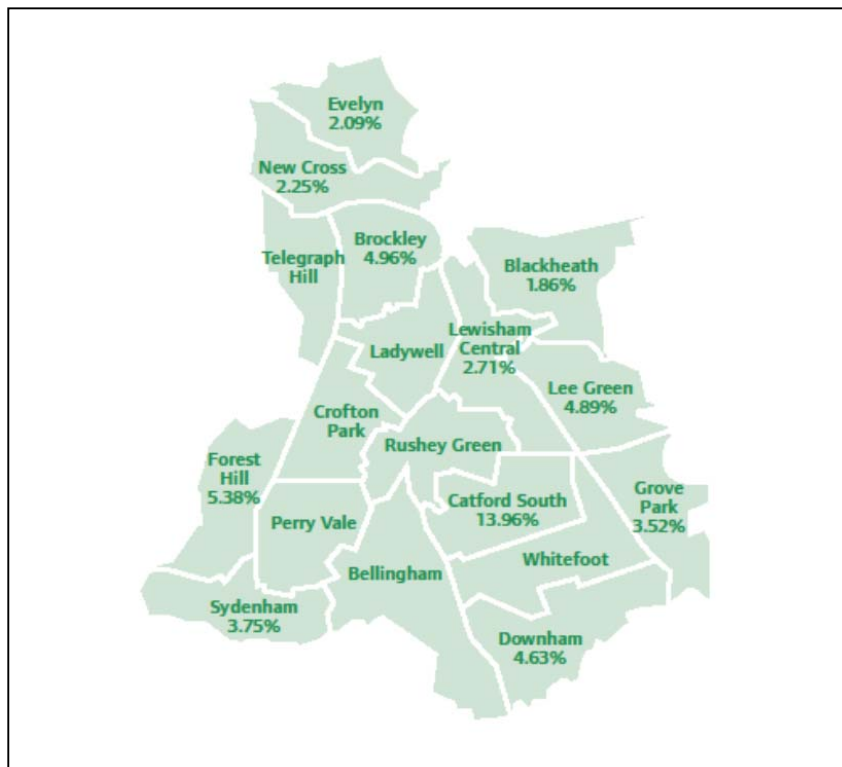 Evelyn
2.09%
New Cross
2.25%
Brockley
4.96%
Telegraph
Hill
Blackheath
1.86%
Lewisham
Central
2.71%
Ladywell
Lee Green
4.89%
Crofton
Park
Rushey Green
Forest
Hill
5.38%
Catford South
13.96%
Grove
Park
3.52%
Perry Vale
Whitefoot
Bellingham
Sydenham
3.75%
Downham
4.63%